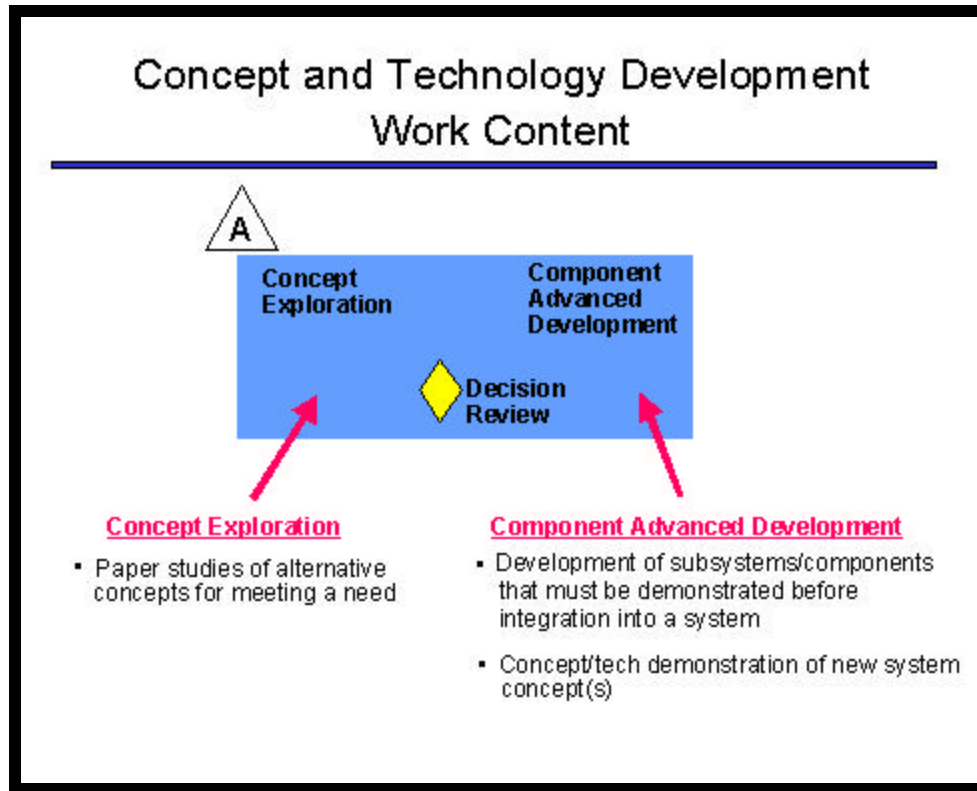 Concept and Technology Development
Work Content
A
Concept
Exploration
Component
Advanced
Development
Decision
Review
Concept Exploration
▪ Paper studies of alternative
concepts for meeting a need
Component Advanced Development
▪ Development of subsystems/components
that must be demonstrated before
integration into a system
▪ Concept/tech demonstration of new system
concept(s)